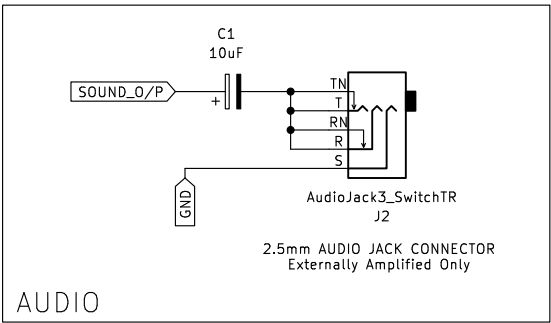 C1
10uF
SOUND_O/P
+
TN
T
RN
R
S
GND
AudioJack3_SwitchTR
J2
2.5mm AUDIO JACK CONNECTOR
Externally Amplified Only
AUDIO